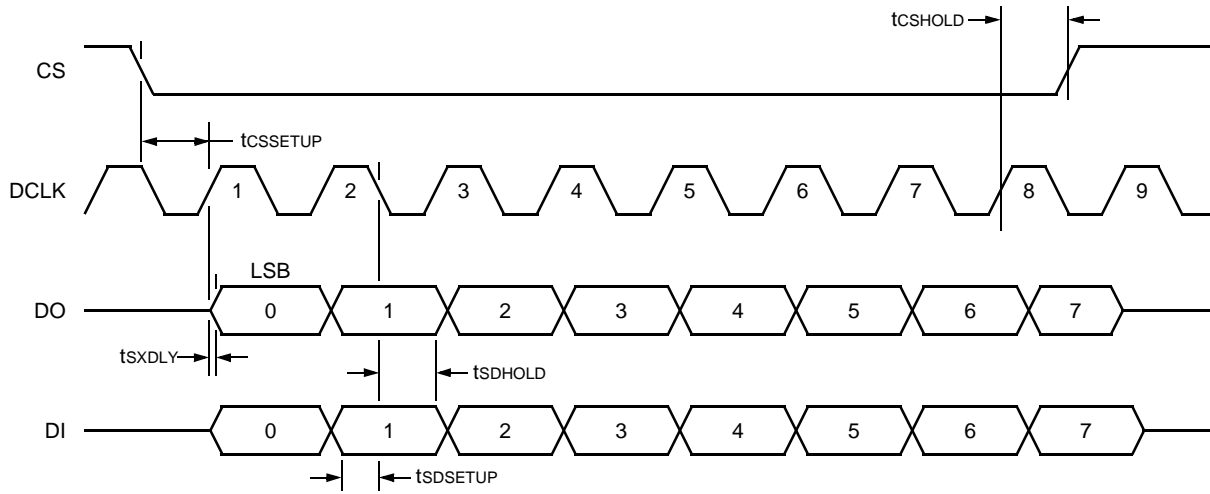 tCSHOLD
CS
tCSSETUP
DCLK
1 2 3 4 5 6 7 8 9
LSB
DO
0 1 2 3 4 5 6 7
tSXDLY
tSDHOLD
DI
0 1 2 3 4 5 6 7
tSDSETUP